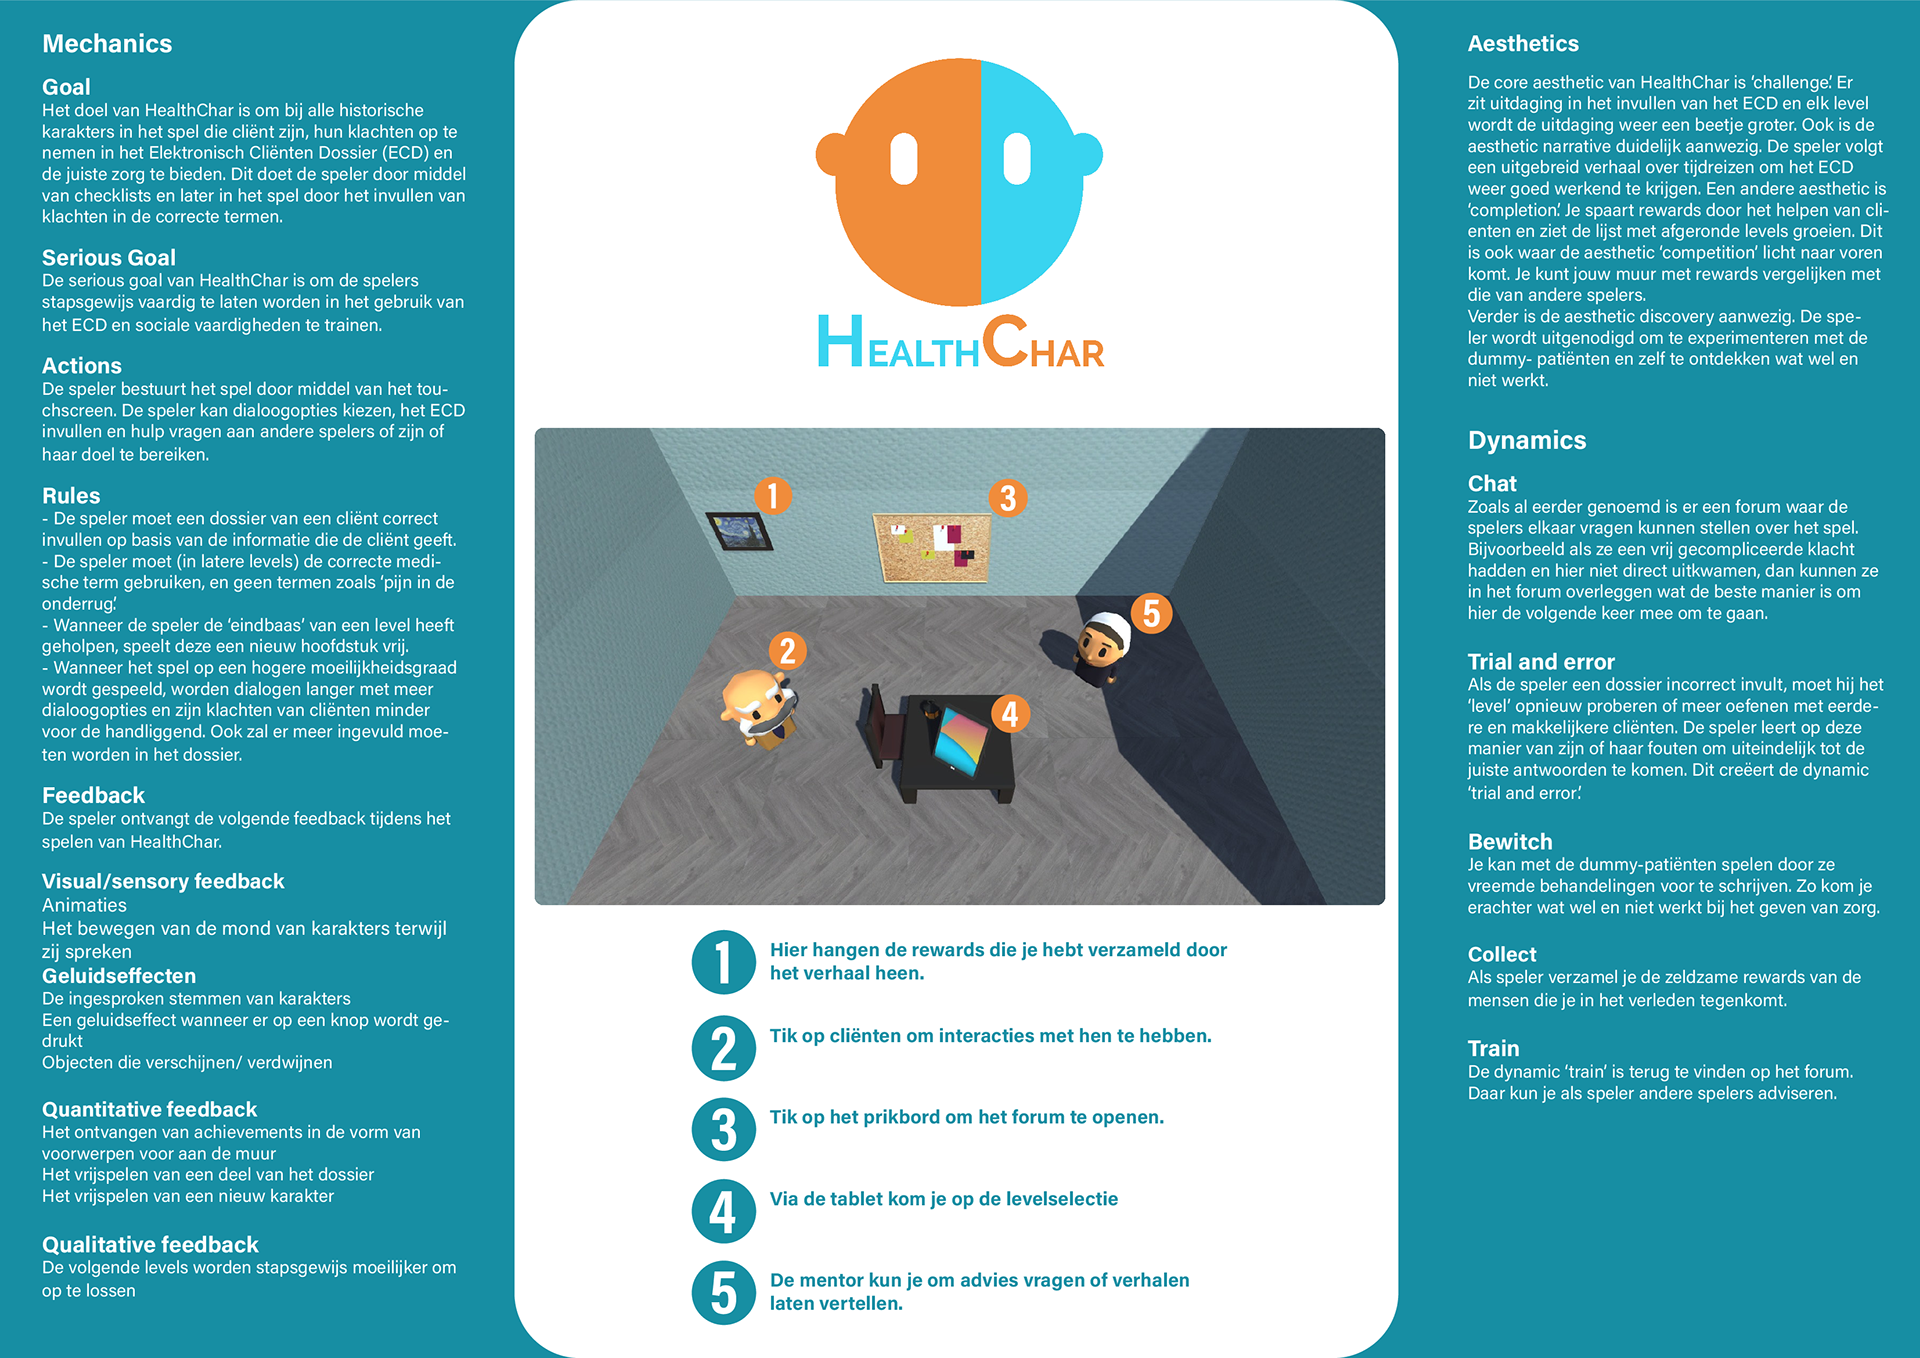 Mechanics
Goal
Het doel van HealthChar is om bij alle historische
karakters in het spel die cliënt zijn, hun klachten op te
nemen in het Elektronisch Cliënten Dossier (ECD) en
de juiste zorg te bieden. Dit doet de speler door middel
van checklists en later in het spel door het invullen van
klachten in de correcte termen.
Serious Goal
De serious goal van HealthChar is om de spelers
stapsgewijs vaardig te laten worden in het gebruik van
het ECD en sociale vaardigheden te trainen.
Actions
De speler bestuurt het spel door middel van het tou-
chscreen. De speler kan dialoogopties kiezen, het ECD
invullen en hulp vragen aan andere spelers of zijn of
haar doel te bereiken.
Rules
- De speler moet een dossier van een cliënt correct
invullen op basis van de informatie die de cliënt geeft.
- De speler moet (in latere levels) de correcte medi-
sche term gebruiken, en geen termen zoals ‘pijn in de
onderrug’.
- Wanneer de speler de ‘eindbaas’ van een level heeft
geholpen, speelt deze een nieuw hoofdstuk vrij.
- Wanneer het spel op een hogere moeilijkheidsgraad
wordt gespeeld, worden dialogen langer met meer
dialoogopties en zijn klachten van cliënten minder
voor de handliggend. Ook zal er meer ingevuld moe-
ten worden in het dossier.
Feedback
De speler ontvangt de volgende feedback tijdens het
spelen van HealthChar.
Visual/sensory feedback
Animaties
Het bewegen van de mond van karakters terwijl
zij spreken
Geluidseffecten
De ingesproken stemmen van karakters
Een geluidseffect wanneer er op een knop wordt ge-
drukt
Objecten die verschijnen/ verdwijnen
Quantitative feedback
Het ontvangen van achievements in de vorm van
voorwerpen voor aan de muur
Het vrijspelen van een deel van het dossier
Het vrijspelen van een nieuw karakter
Qualitative feedback
De volgende levels worden stapsgewijs moeilijker om
op te lossen
HEALTHCHAR
1
3
5
2
4
1 Hier hangen de rewards die je hebt verzameld door
het verhaal heen.
2 Tik op cliënten om interacties met hen te hebben.
3 Tik op het prikbord om het forum te openen.
4 Via de tablet kom je op de levelselectie
5 De mentor kun je om advies vragen of verhalen
laten vertellen.
Aesthetics
De core aesthetic van HealthChar is ‘challenge’. Er
zit uitdaging in het invullen van het ECD en elk level
wordt de uitdaging weer een beetje groter. Ook is de
aesthetic narrative duidelijk aanwezig. De speler volgt
een uitgebreid verhaal over tijdreizen om het ECD
weer goed werkend te krijgen. Een andere aesthetic is
‘completion’. Je spaart rewards door het helpen van cli-
enten en ziet de lijst met afgeronde levels groeien. Dit
is ook waar de aesthetic ‘competition’ licht naar voren
komt. Je kunt jouw muur met rewards vergelijken met
die van andere spelers.
Verder is de aesthetic discovery aanwezig. De spe-
ler wordt uitgenodigd om te experimenteren met de
dummy- patiënten en zelf te ontdekken wat wel en
niet werkt.
Dynamics
Chat
Zoals al eerder genoemd is er een forum waar de
spelers elkaar vragen kunnen stellen over het spel.
Bijvoorbeeld als ze een vrij gecompliceerde klacht
hadden en hier niet direct uitkwamen, dan kunnen ze
in het forum overleggen wat de beste manier is om
hier de volgende keer mee om te gaan.
Trial and error
Als de speler een dossier incorrect invult, moet hij het
‘level’ opnieuw proberen of meer oefenen met eerde-
re en makkelijkere cliënten. De speler leert op deze
manier van zijn of haar fouten om uiteindelijk tot de
juiste antwoorden te komen. Dit creëert de dynamic
‘trial and error’.
Bewitch
Je kan met de dummy-patiënten spelen door ze
vreemde behandelingen voor te schrijven. Zo kom je
erachter wat wel en niet werkt bij het geven van zorg.
Collect
Als speler verzamel je de zeldzame rewards van de
mensen die je in het verleden tegenkomt.
Train
De dynamic ‘train’ is terug te vinden op het forum.
Daar kun je als speler andere spelers adviseren.